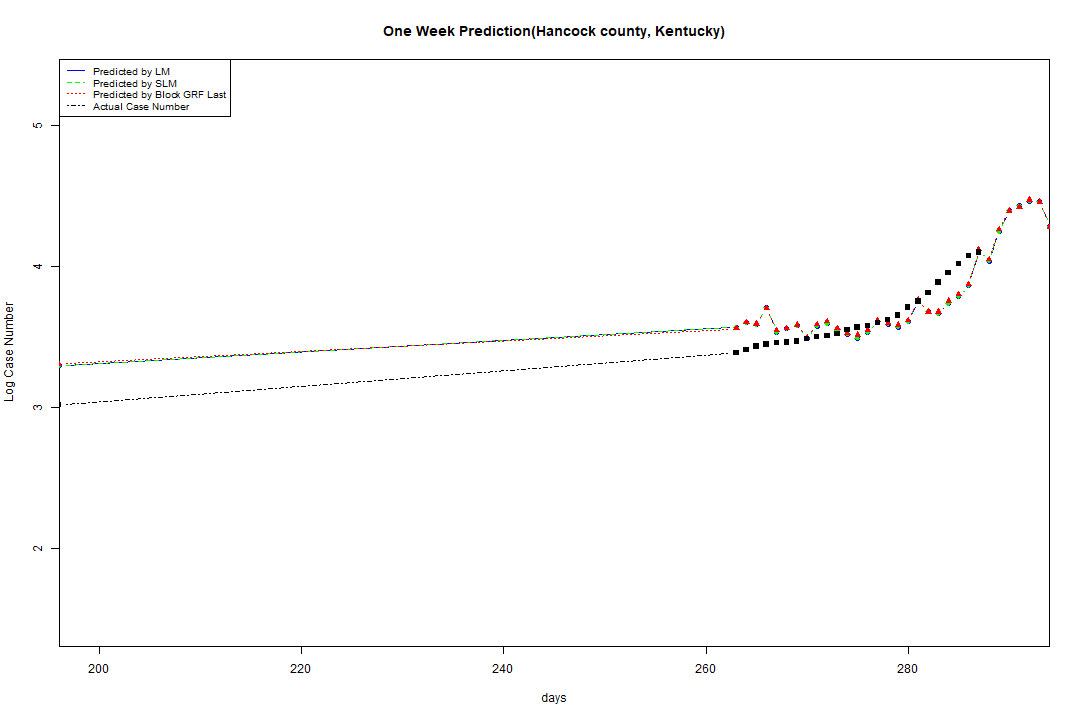 One Week Prediction(Hancock county, Kentucky)
Predicted by LM
Predicted by SLM
Predicted by Block GRF Last
Actual Case Number
5
4
3
2
Log Case Number
200 220 240 260 280
days